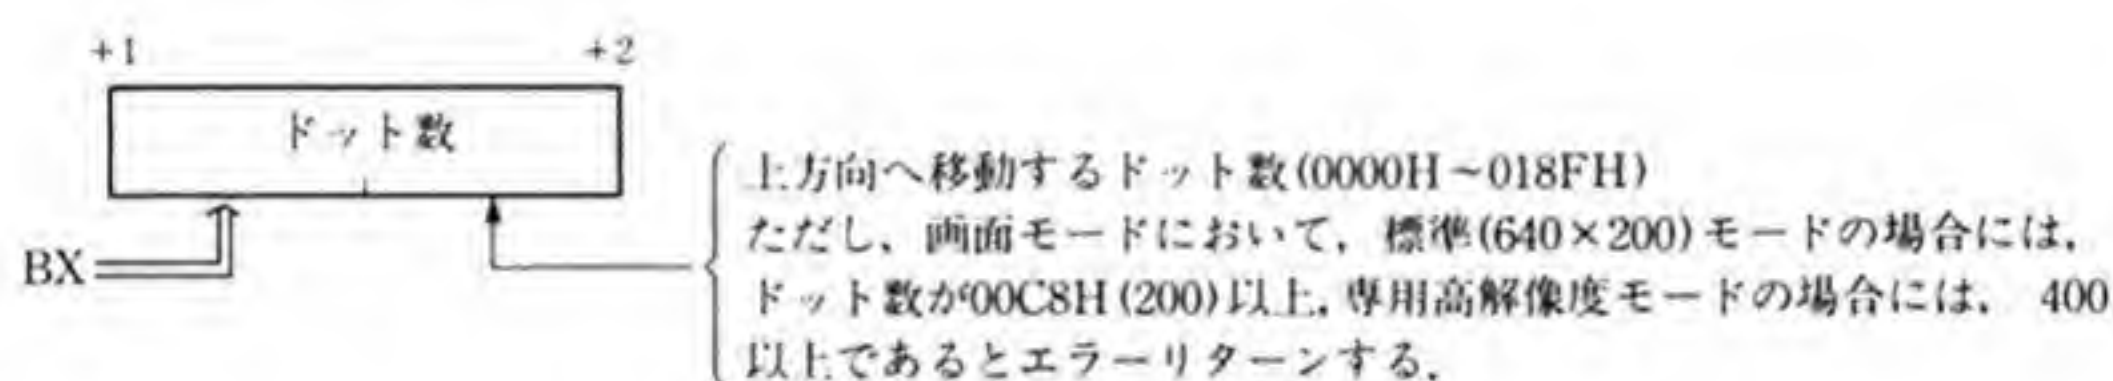 +1 +2
ドット数
BX
上方向へ移動するドット数(0000H~018FH)
ただし、画面モードにおいて、標準(640×200)モードの場合には、
ドット数が00C8H(200)以上、専用高解像度モードの場合には、 400
以上であるとエラーリターンする.